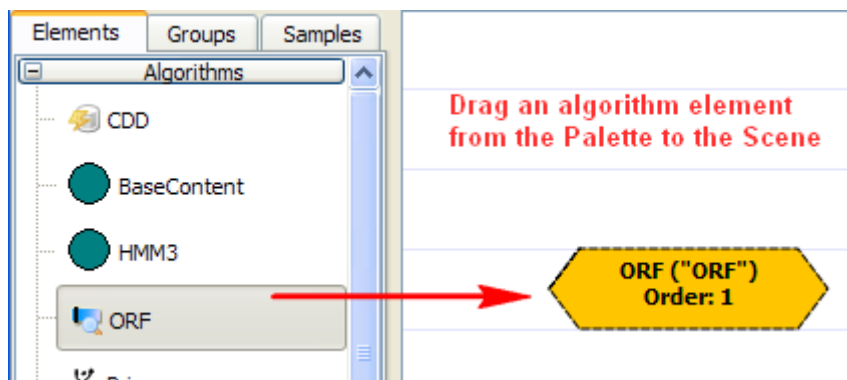 Elements Groups Samples
Algorithms
CDD
BaseContent
HMM3
ORF
Drag an algorithm element
from the Palette to the Scene
ORF ("ORF")
Order: 1